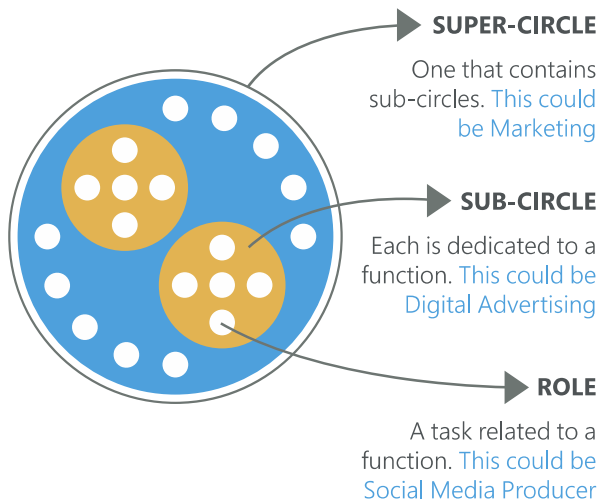 SUPER-CIRCLE
One that contains
sub-circles. This could
be Marketing
SUB-CIRCLE
Each is dedicated to a
function. This could be
Digital Advertising
ROLE
A task related to a
function. This could be
Social Media Producer